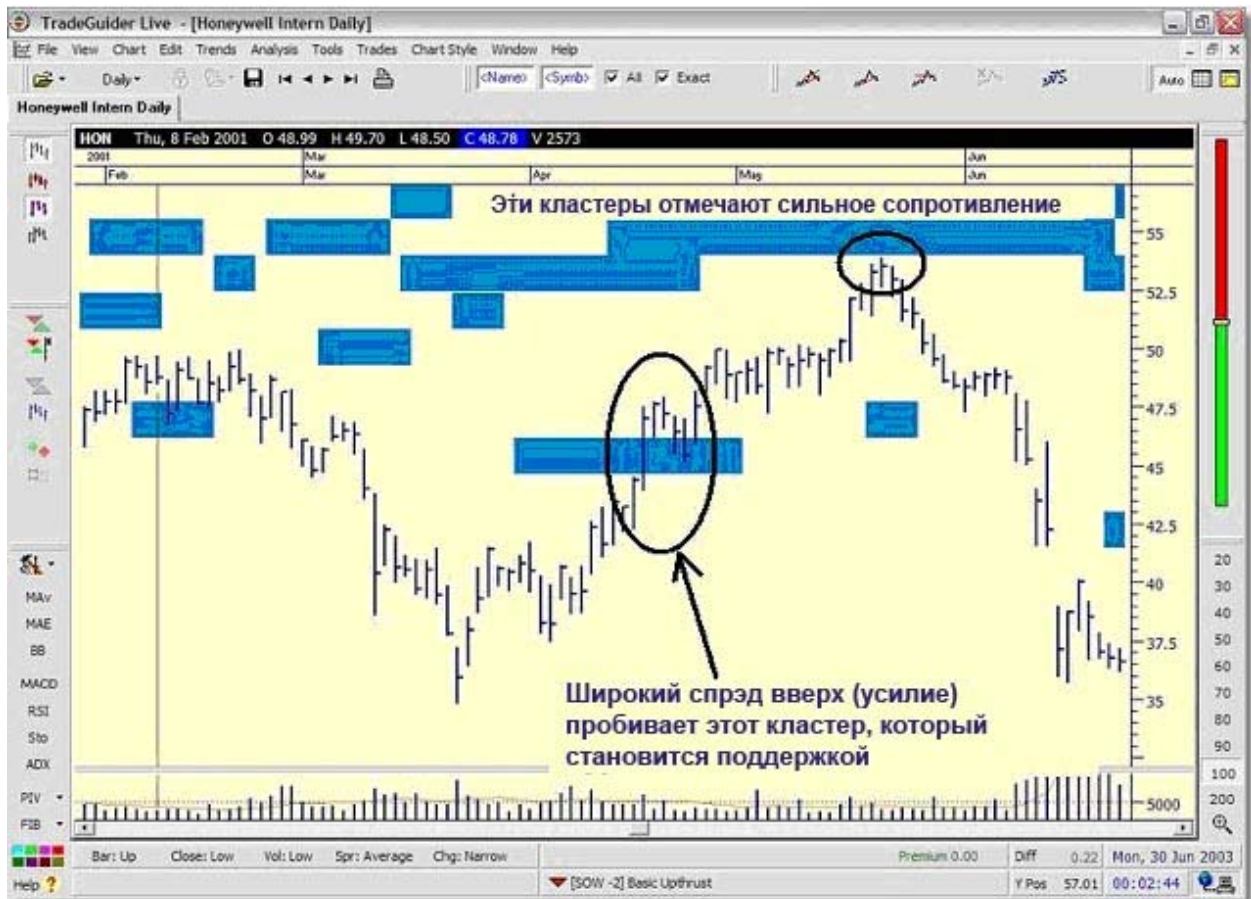 TradeGuider Live - [Honeywell Intern Daily]
File View Chart Edit Trends Analysis Tools Trades Chart Style Window Help
Daily <Name> <Symb> All Exact Auto
Honeywell Intern Daily
HON Thu, 8 Feb 2001 O 48.99 H 49.70 L 48.50 C 48.78 V 2573
2001 Mar Jun
Feb Mar Apr May Jun
Эти кластеры отмечают сильное сопротивление
55
52.5
50
47.5
45
42.5
40
37.5
35
Широкий спрэд вверх (усилие)
пробивает этот кластер, который
становится поддержкой
5000
MAv
MAE
BB
MACD
RSI
Sto
ADX
PIV
FIB
20
30
40
50
60
70
80
90
100
200
Bar: Up Close: Low Vol: Low Spr: Average Chg: Narrow Premium 0.00 Diff 0.22 Mon, 30 Jun 2003
Help ? [SOW -2] Basic Upthrust Y Pos 57.01 00:02:44